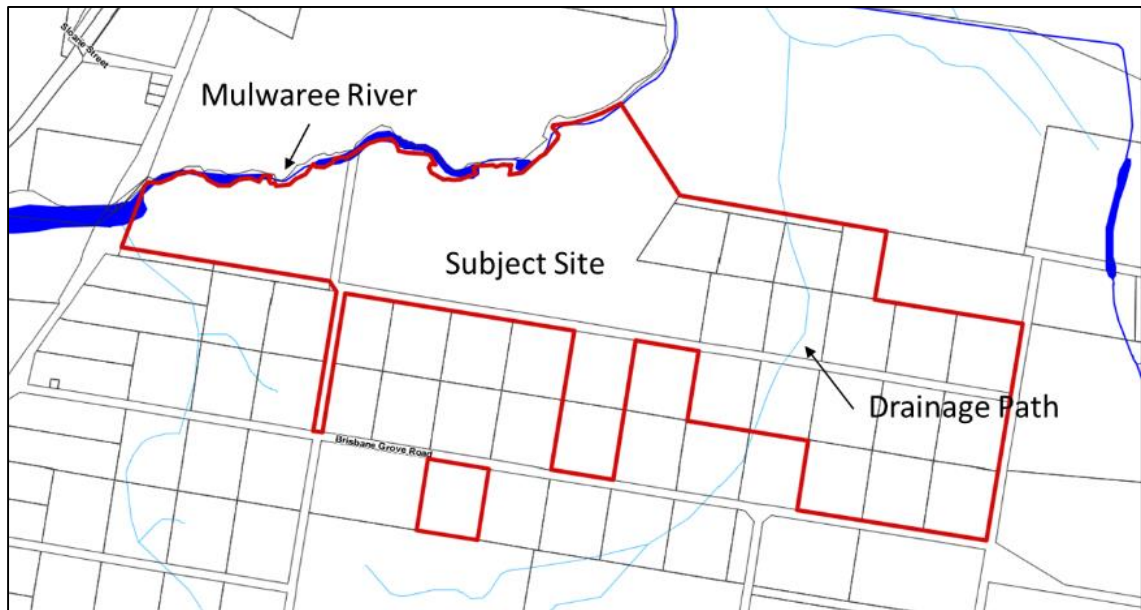 Sloane Street
Mulwaree River
Subject Site
Drainage Path
Brisbane Grove Road